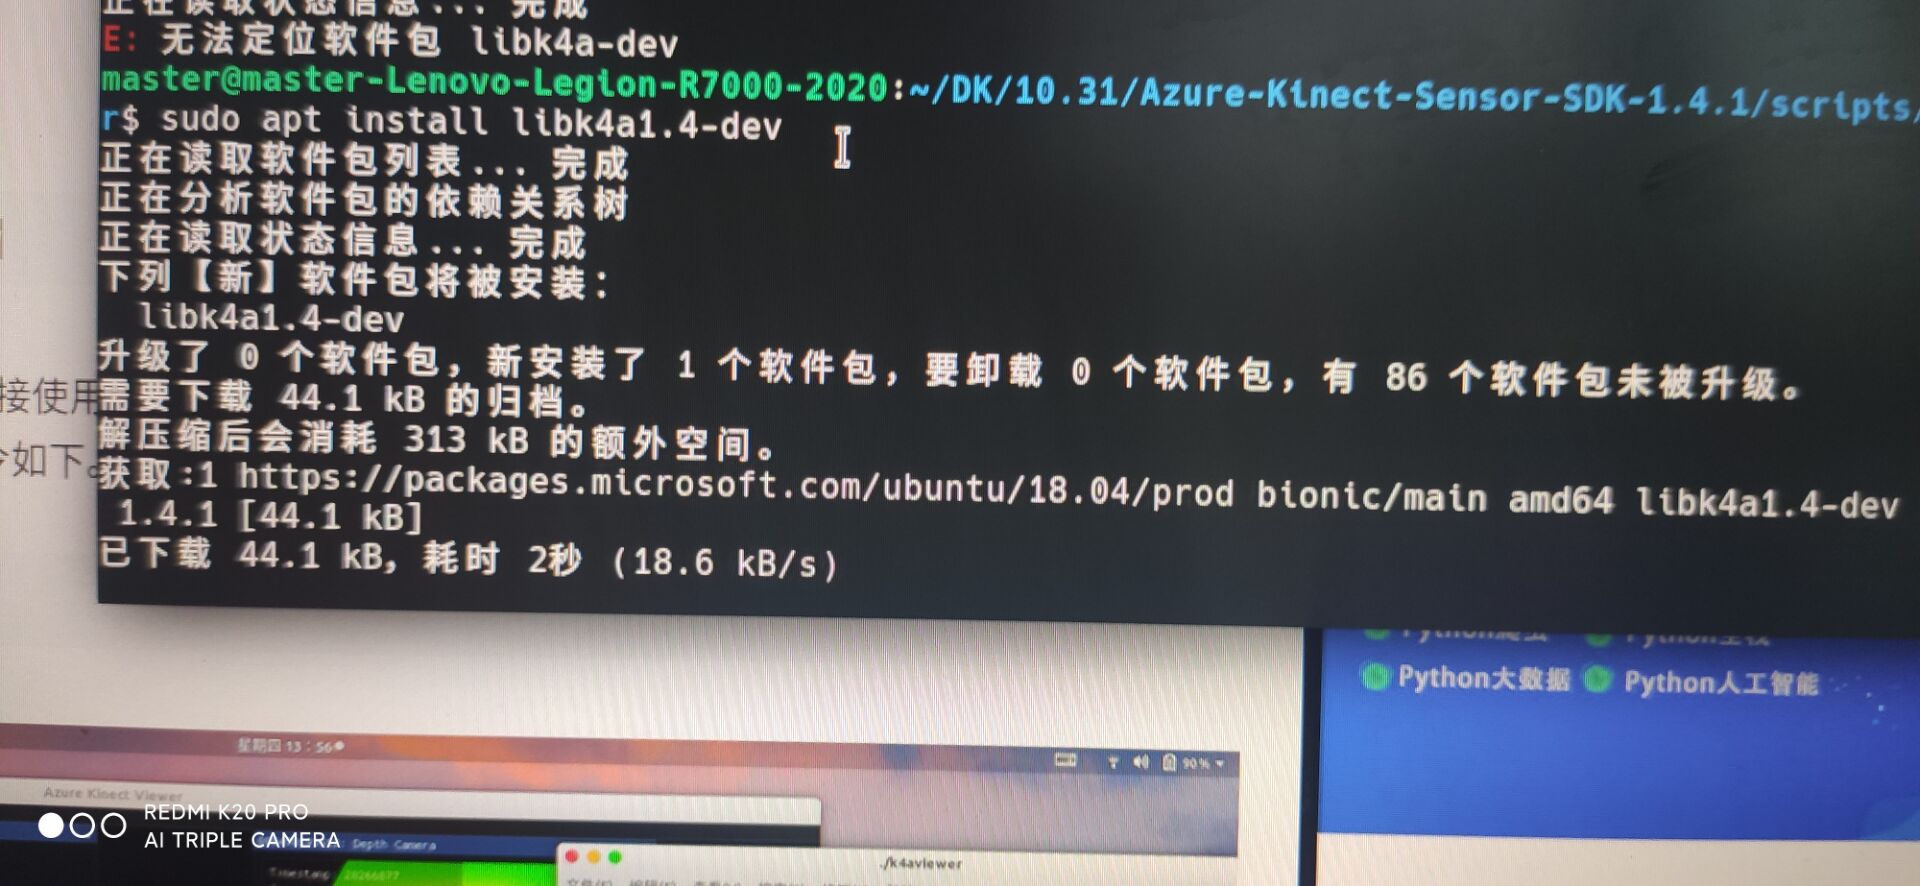 正在读取状态信息... 完成
E: 无法定位软件包 libk4a-dev
master@master-Lenovo-Legion-R7000-2020:~/DK/10.31/Azure-Kinect-Sensor-SDK-1.4.1/scripts/
r$ sudo apt install libk4a1.4-dev
正在读取软件包列表... 完成
正在分析软件包的依赖关系树
正在读取状态信息... 完成
下列【新】软件包将被安装：
libk4a1.4-dev
升级了 0 个软件包，新安装了 1 个软件包，要卸载 0 个软件包，有 86 个软件包未被升级。
接使用
需要下载 44.1 kB 的归档。
解压缩后会消耗 313 kB 的额外空间。
如下。
获取:1 https://packages.microsoft.com/ubuntu/18.04/prod bionic/main amd64 libk4a1.4-dev
1.4.1 [44.1 kB]
已下载 44.1 kB，耗时 2秒 (18.6 kB/s)
Python大数据 Python人工智能
星期四 13：56
90%
Azure Kinect Viewer
REDMI K20 PRO
AI TRIPLE CAMERA
Depth Camera
./k4aviewer
Timestamp